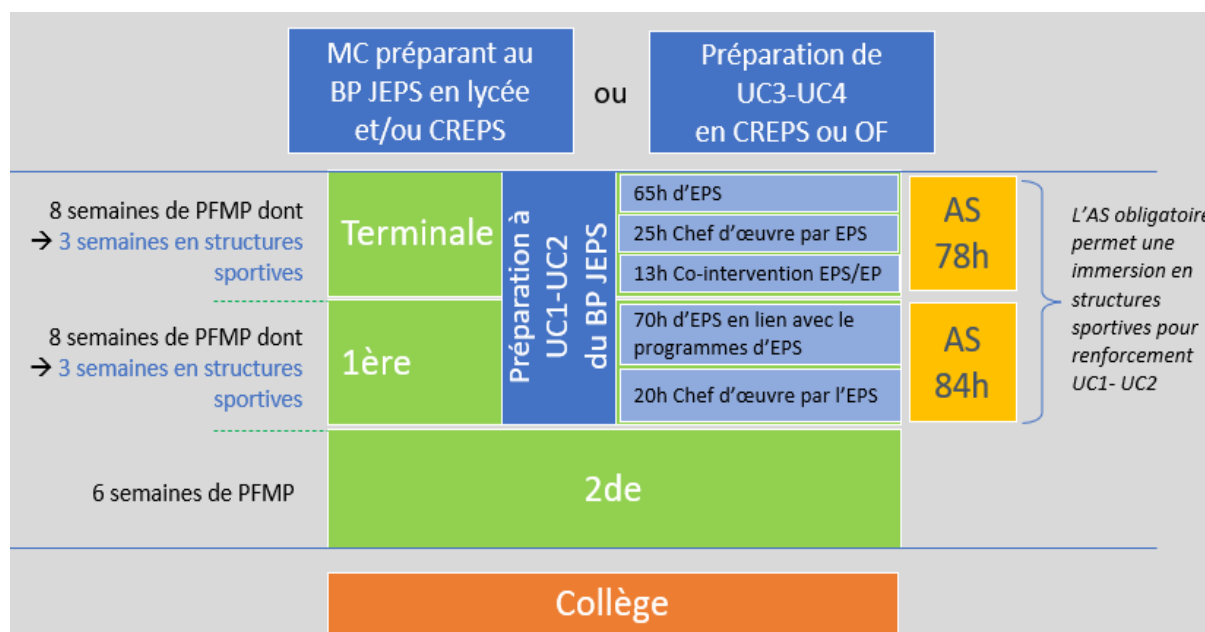 MC préparant au
BP JEPS en lycée
et/ou CREPS
ou
Préparation de
UC3-UC4
en CREPS ou OF
8 semaines de PFMP dont
→ 3 semaines en structures
sportives
Terminale
Préparation à
UC1-UC2
du BP JEPS
65h d'EPS
25h Chef d'œuvre par EPS
13h Co-intervention EPS/EP
AS
78h
L'AS obligatoire
permet une
immersion en
structures
sportives pour
renforcement
UC1- UC2
8 semaines de PFMP dont
→ 3 semaines en structures
sportives
1ère
70h d'EPS en lien avec le
programmes d'EPS
20h Chef d'œuvre par l'EPS
AS
84h
6 semaines de PFMP
2de
Collège